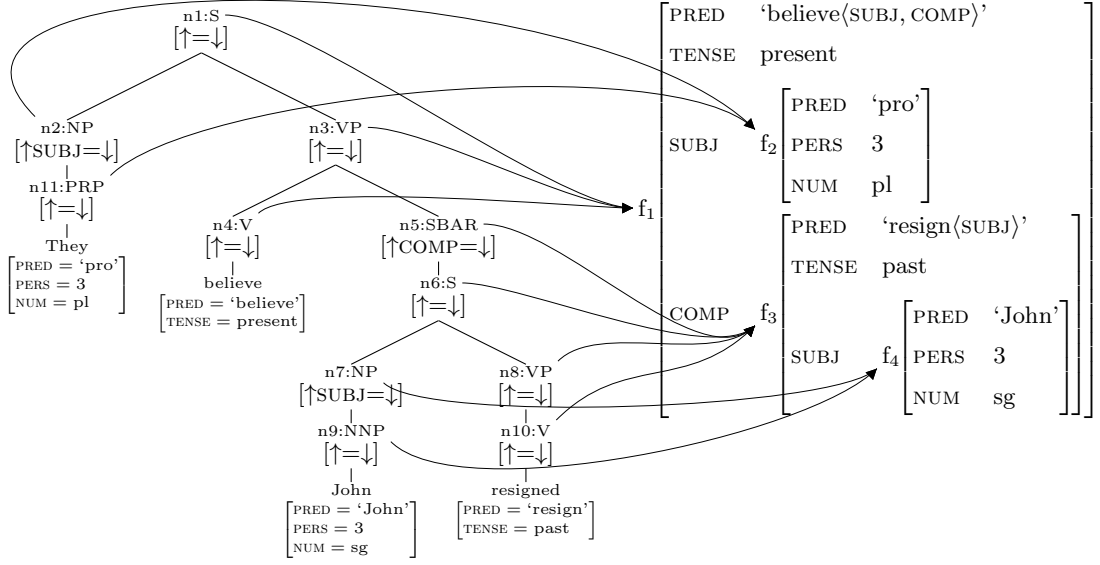 n1:S
[↑=↓]
n2:NP
[↑SUBJ=↓]
n11:PRP
[↑=↓]
They
PRED = ‘pro’
PERS = 3
NUM = pl
n3:VP
[↑=↓]
n4:V
[↑=↓]
believe
PRED = ‘believe’
TENSE = present
n5:SBAR
[↑COMP=↓]
n6:S
[↑=↓]
n7:NP
[↑SUBJ=↓]
n9:NNP
[↑=↓]
John
PRED = ‘John’
PERS = 3
NUM = sg
n8:VP
[↑=↓]
n10:V
[↑=↓]
resigned
PRED = ‘resign’
TENSE = past
f1
PRED ‘believe⟨SUBJ, COMP⟩’
TENSE present
SUBJ f2
PRED ‘pro’
PERS 3
NUM pl
COMP f3
PRED ‘resign⟨SUBJ⟩’
TENSE past
SUBJ f4
PRED ‘John’
PERS 3
NUM sg